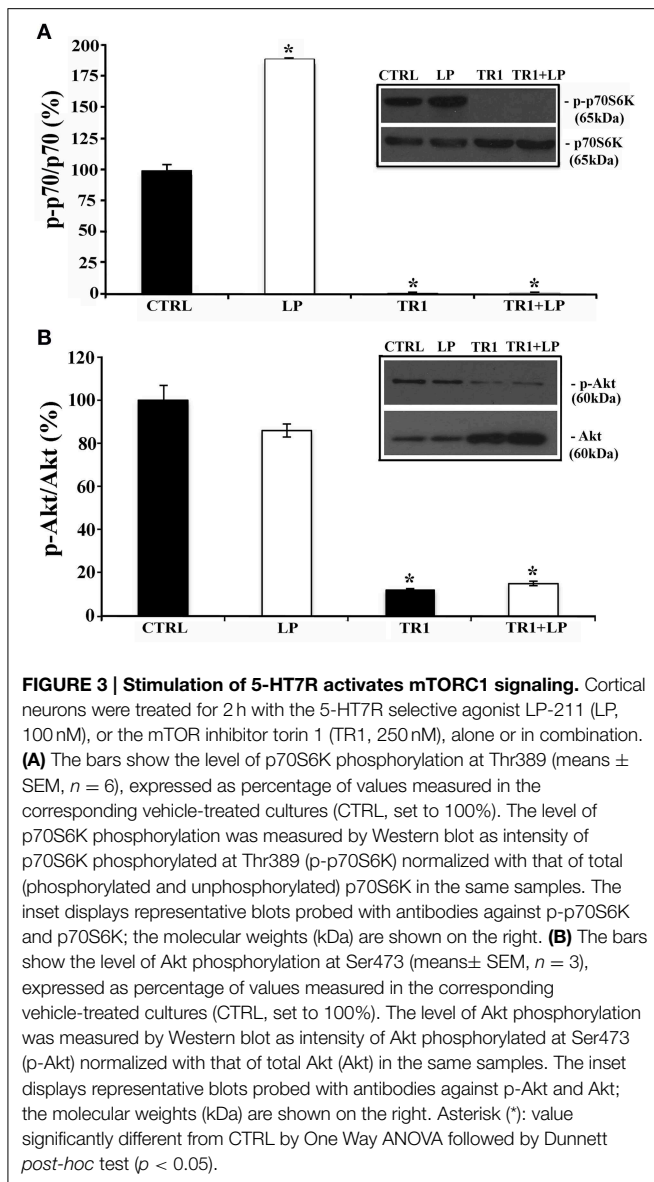 A
200
*
175
150
125
100
75
50
25
0
p-p70/p70 (%)
* *
CTRL LP TR1 TR1+LP
CTRL LP TR1 TR1+LP
- p-p70S6K
(65kDa)
- p70S6K
(65kDa)
B
120
100
80
60
40
20
0
p-Akt/Akt (%)
* *
CTRL LP TR1 TR1+LP
CTRL LP TR1 TR1+LP
- p-Akt
(60kDa)
- Akt
(60kDa)
FIGURE 3 | Stimulation of 5-HT7R activates mTORC1 signaling. Cortical
neurons were treated for 2 h with the 5-HT7R selective agonist LP-211 (LP,
100 nM), or the mTOR inhibitor torin 1 (TR1, 250 nM), alone or in combination.
(A) The bars show the level of p70S6K phosphorylation at Thr389 (means ±
SEM, n = 6), expressed as percentage of values measured in the
corresponding vehicle-treated cultures (CTRL, set to 100%). The level of
p70S6K phosphorylation was measured by Western blot as intensity of
p70S6K phosphorylated at Thr389 (p-p70S6K) normalized with that of total
(phosphorylated and unphosphorylated) p70S6K in the same samples. The
inset displays representative blots probed with antibodies against p-p70S6K
and p70S6K; the molecular weights (kDa) are shown on the right. (B) The bars
show the level of Akt phosphorylation at Ser473 (means± SEM, n = 3),
expressed as percentage of values measured in the corresponding
vehicle-treated cultures (CTRL, set to 100%). The level of Akt phosphorylation
was measured by Western blot as intensity of Akt phosphorylated at Ser473
(p-Akt) normalized with that of total Akt (Akt) in the same samples. The inset
displays representative blots probed with antibodies against p-Akt and Akt;
the molecular weights (kDa) are shown on the right. Asterisk (*): value
significantly different from CTRL by One Way ANOVA followed by Dunnett
post-hoc test (p < 0.05).